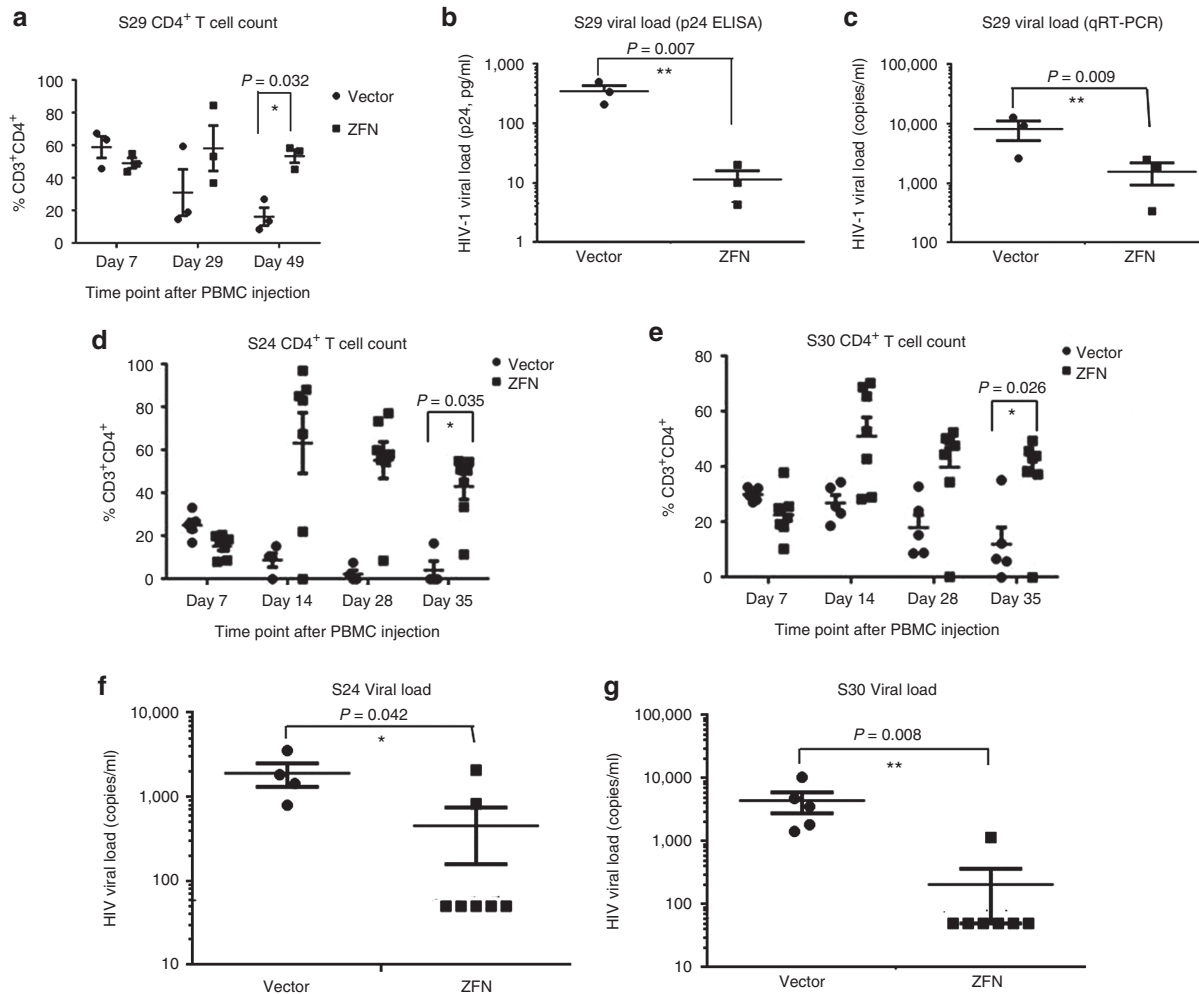 a
S29 CD4+ T cell count
P = 0.032
*
Vector
ZFN
% CD3+CD4+
100
80
60
40
20
0
Day 7 Day 29 Day 49
Time point after PBMC injection
b
S29 viral load (p24 ELISA)
P = 0.007
**
HIV-1 viral load (p24, pg/ml)
1,000
100
10
1
Vector ZFN
c
S29 viral load (qRT-PCR)
P = 0.009
**
HIV-1 viral load (copies/ml)
100,000
10,000
1,000
100
Vector ZFN
d
S24 CD4+ T cell count
Vector
ZFN
P = 0.035
*
% CD3+CD4+
100
80
60
40
20
0
Day 7 Day 14 Day 28 Day 35
Time point after PBMC injection
e
S30 CD4+ T cell count
Vector
ZFN
P = 0.026
*
% CD3+CD4+
80
60
40
20
0
Day 7 Day 14 Day 28 Day 35
Time point after PBMC injection
f
S24 Viral load
P = 0.042
*
HIV viral load (copies/ml)
10,000
1,000
100
10
Vector ZFN
g
S30 Viral load
P = 0.008
**
HIV viral load (copies/ml)
100,000
10,000
1,000
100
10
Vector ZFN